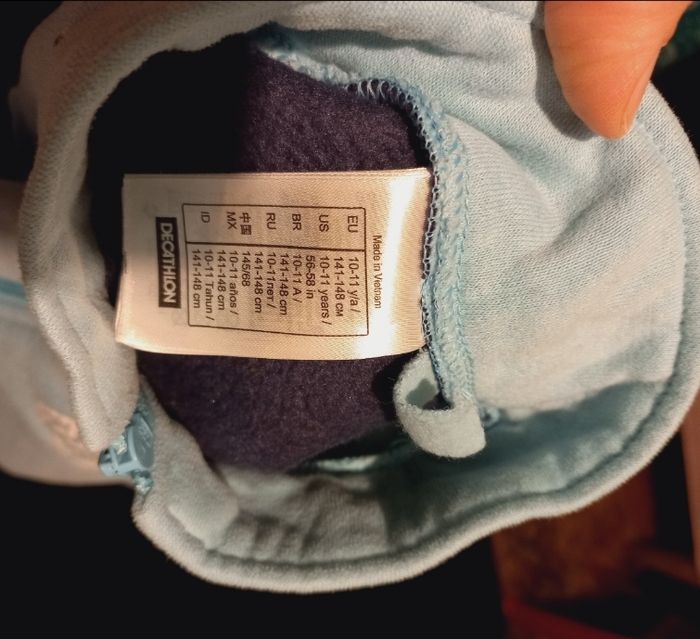 Made in Vietnam
EU 10-11 y/a /
141-148 CM
US 10-11 years /
56-58 in
BR 10-11 A /
141-148 cm
RU 10-11лет /
141-148 cm
中国 145/68
MX 10-11 años /
141-148 cm
ID 10-11 Tahun /
141-148 cm
DECATHLON